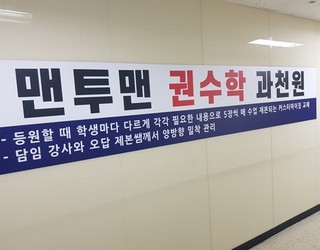 맨투맨 권수학 과천원
- 등원할 때 학생마다 다르게 각각 필요한 내용으로 5장씩 매 수업 제본되는 커스터마이징 교재
- 담임 강사와 오답 제본쌤께서 양방향 밀착 관리